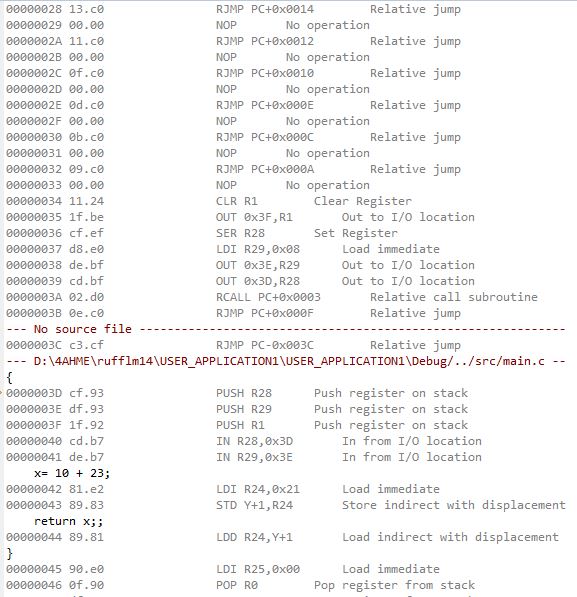 00000028 13.c0 RJMP PC+0x0014 Relative jump
00000029 00.00 NOP No operation
0000002A 11.c0 RJMP PC+0x0012 Relative jump
0000002B 00.00 NOP No operation
0000002C 0f.c0 RJMP PC+0x0010 Relative jump
0000002D 00.00 NOP No operation
0000002E 0d.c0 RJMP PC+0x000E Relative jump
0000002F 00.00 NOP No operation
00000030 0b.c0 RJMP PC+0x000C Relative jump
00000031 00.00 NOP No operation
00000032 09.c0 RJMP PC+0x000A Relative jump
00000033 00.00 NOP No operation
00000034 11.24 CLR R1 Clear Register
00000035 1f.be OUT 0x3F,R1 Out to I/O location
00000036 cf.ef SER R28 Set Register
00000037 d8.e0 LDI R29,0x08 Load immediate
00000038 de.bf OUT 0x3E,R29 Out to I/O location
00000039 cd.bf OUT 0x3D,R28 Out to I/O location
0000003A 02.d0 RCALL PC+0x0003 Relative call subroutine
0000003B 0e.c0 RJMP PC+0x000F Relative jump
--- No source file -------------------------------------------------------------
0000003C c3.cf RJMP PC-0x003C Relative jump
--- D:\4AHME\rufflm14\USER_APPLICATION1\USER_APPLICATION1\Debug/../src/main.c --
{
0000003D cf.93 PUSH R28 Push register on stack
0000003E df.93 PUSH R29 Push register on stack
0000003F 1f.92 PUSH R1 Push register on stack
00000040 cd.b7 IN R28,0x3D In from I/O location
00000041 de.b7 IN R29,0x3E In from I/O location
x= 10 + 23;
00000042 81.e2 LDI R24,0x21 Load immediate
00000043 89.83 STD Y+1,R24 Store indirect with displacement
return x;;
00000044 89.81 LDD R24,Y+1 Load indirect with displacement
}
00000045 90.e0 LDI R25,0x00 Load immediate
00000046 0f.90 POP R0 Pop register from stack